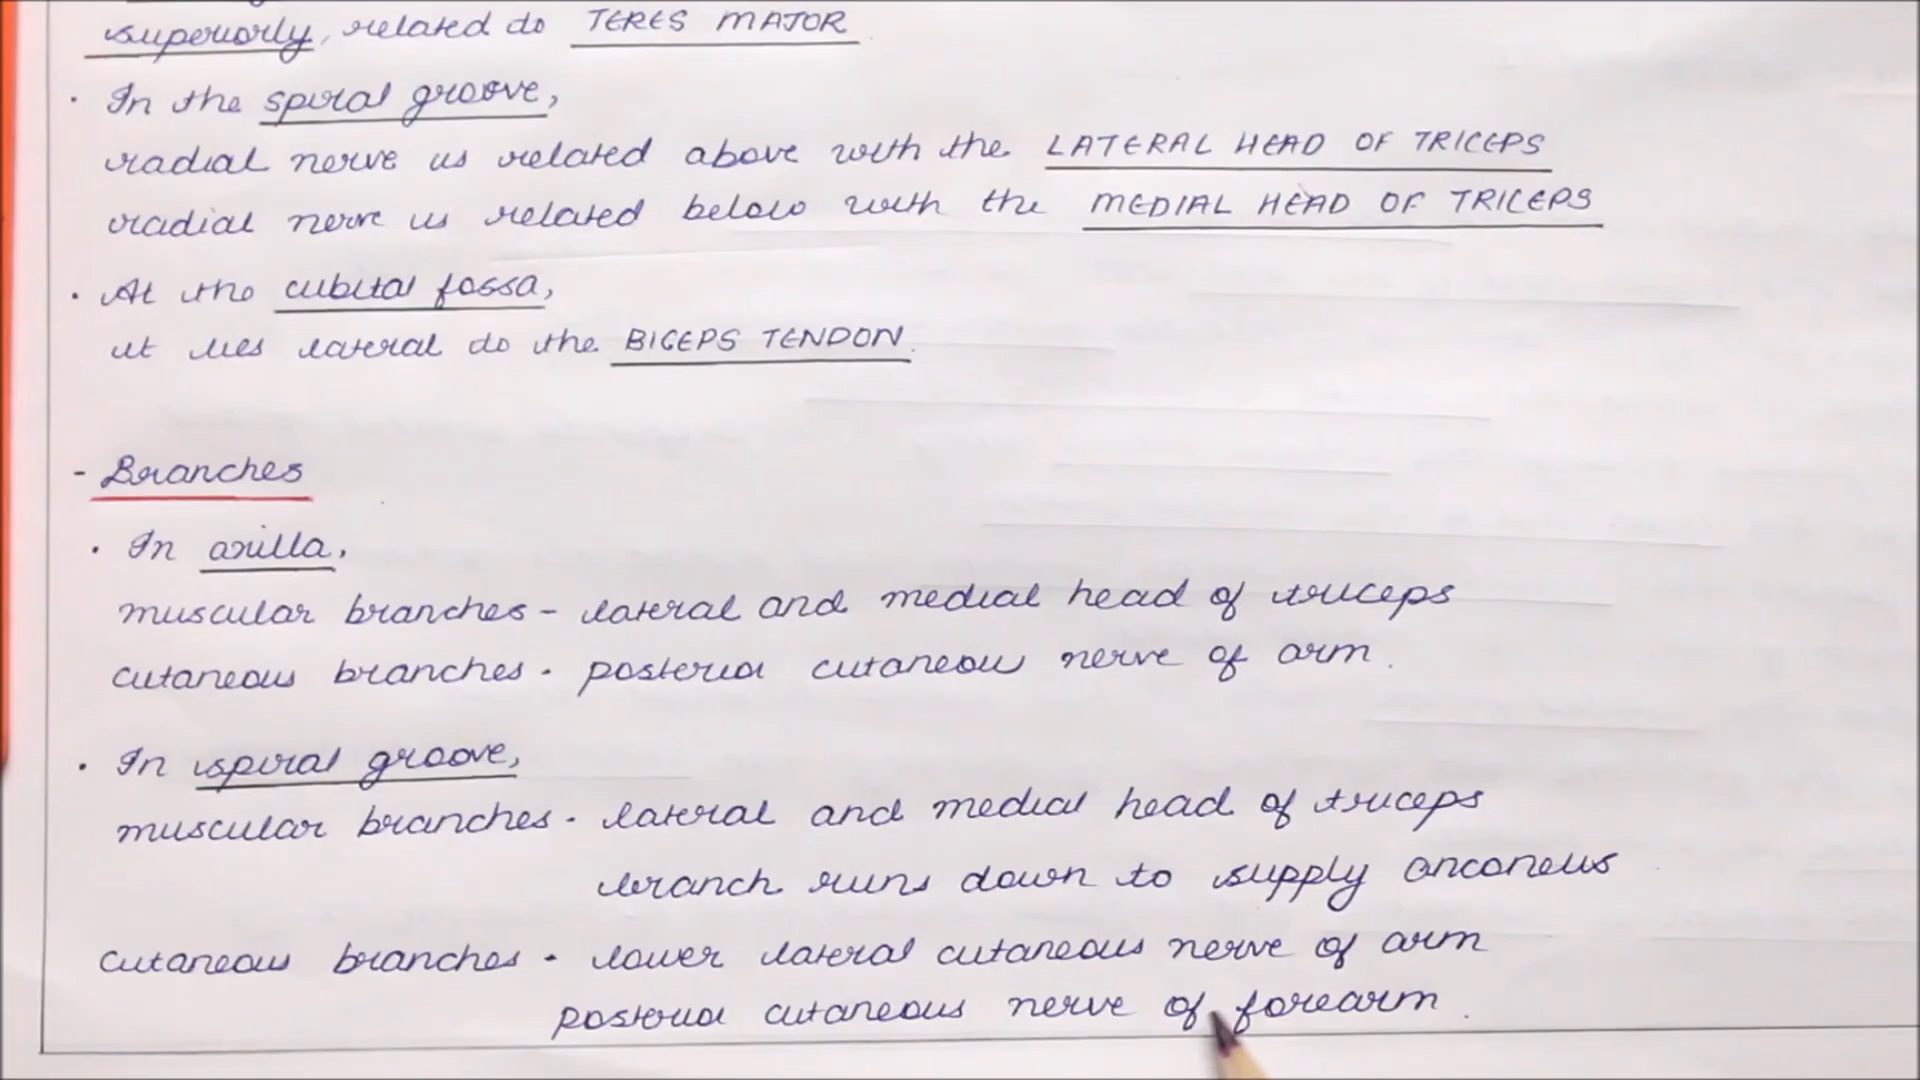 superiorly, related to TERES MAJOR
· In the spiral groove,
radial nerve is related above with the LATERAL HEAD OF TRICEPS
radial nerve is related below with the MEDIAL HEAD OF TRICEPS
· At the cubital fossa,
it lies lateral to the BICEPS TENDON.
- Branches
· In axilla,
muscular branches - lateral and medial head of triceps
cutaneous branches - posterior cutaneous nerve of arm.
· In spiral groove,
muscular branches - lateral and medial head of triceps
branch runs down to supply anconeus
cutaneous branches - lower lateral cutaneous nerve of arm
posterior cutaneous nerve of forearm.